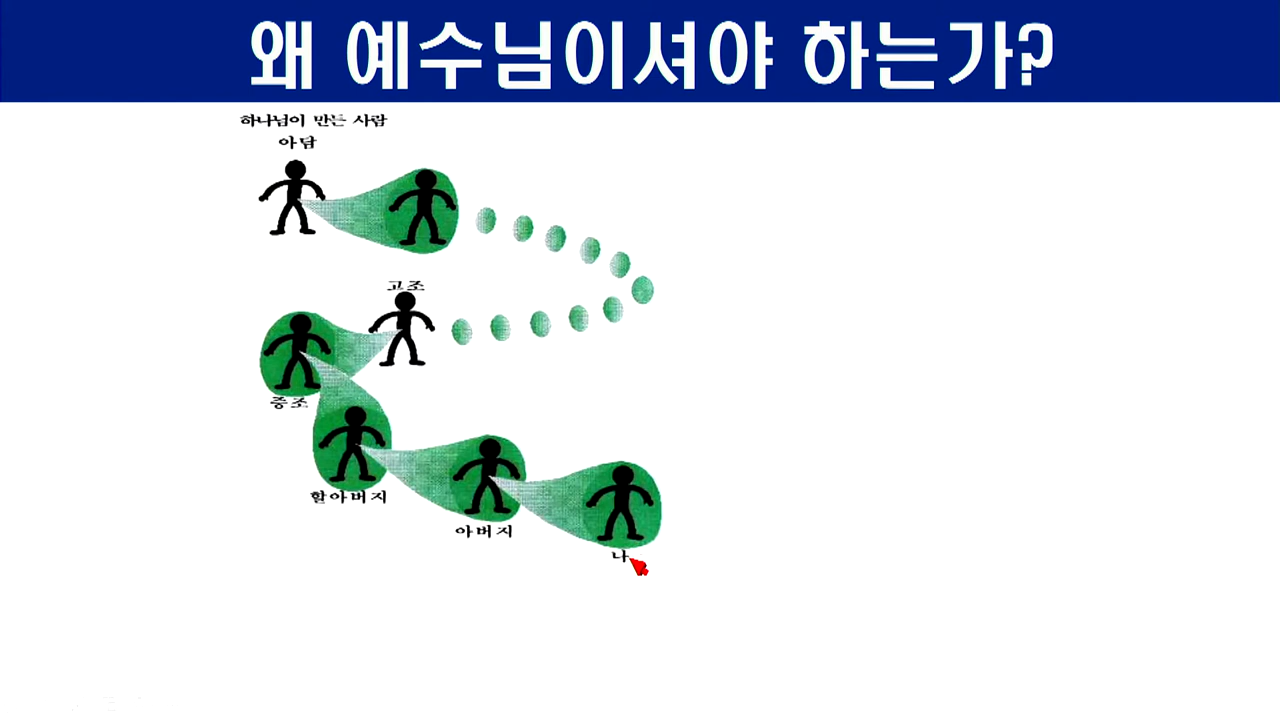 왜 예수님이셔야 하는가?
하나님이 만든 사람
아담
고조
증조
할아버지
아버지
나